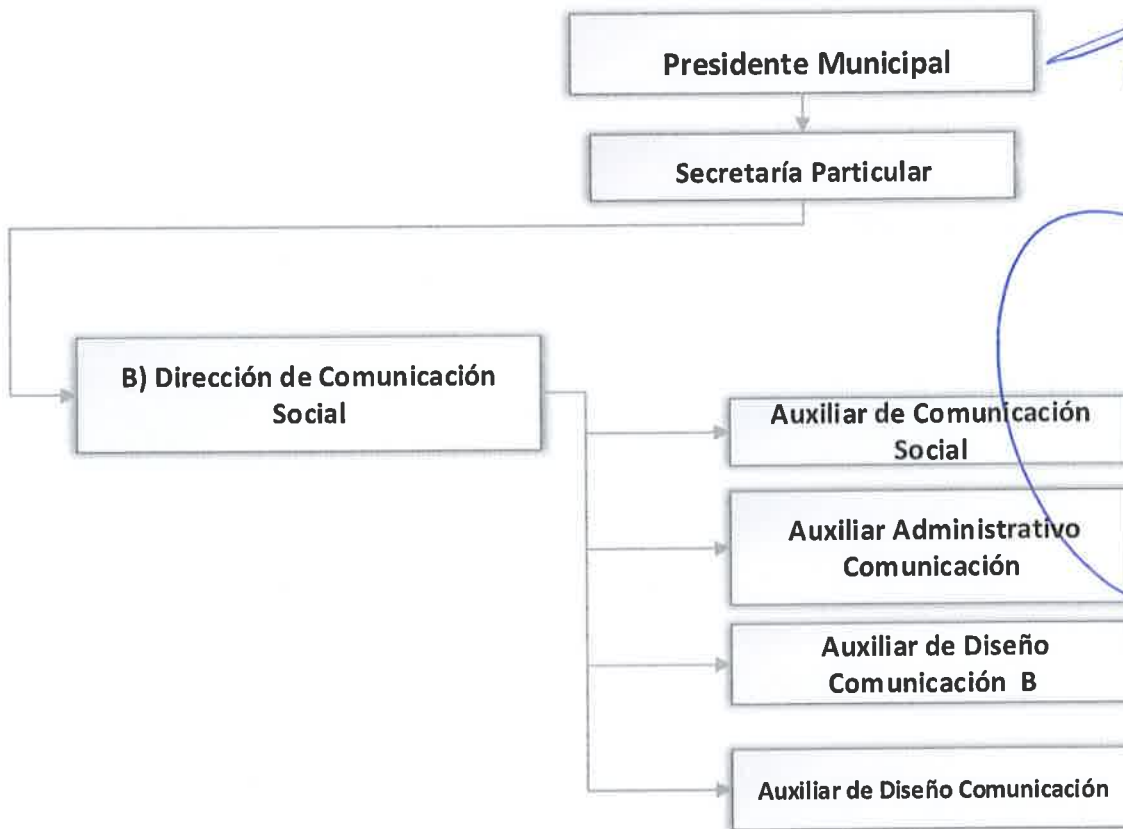 Presidente Municipal
Secretaría Particular
B) Dirección de Comunicación
Social
Auxiliar de Comunicación
Social
Auxiliar Administrativo
Comunicación
Auxiliar de Diseño
Comunicación B
Auxiliar de Diseño Comunicación